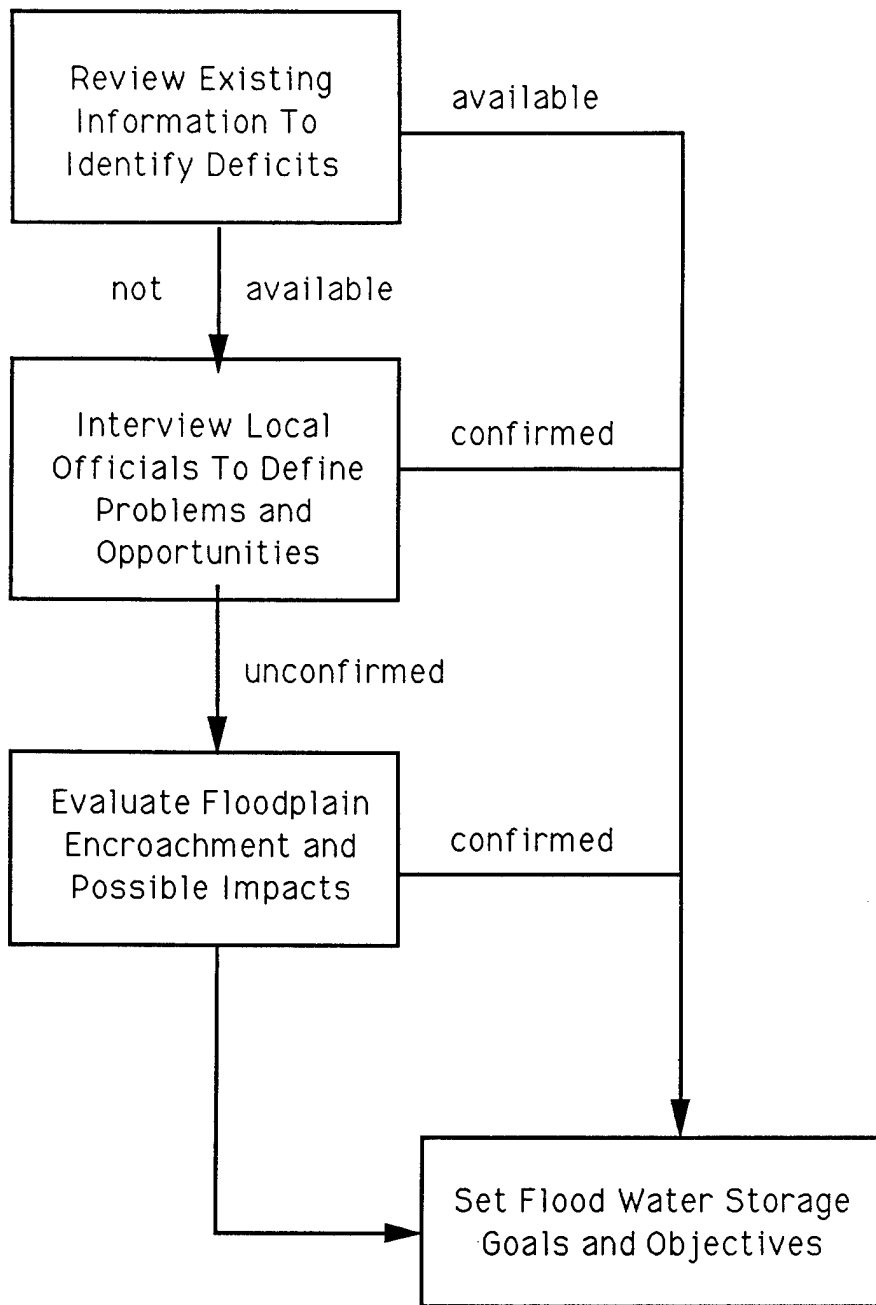 Review Existing
Information To
Identify Deficits
available
not available
Interview Local
Officials To Define
Problems and
Opportunities
confirmed
unconfirmed
Evaluate Floodplain
Encroachment and
Possible Impacts
confirmed
Set Flood Water Storage
Goals and Objectives